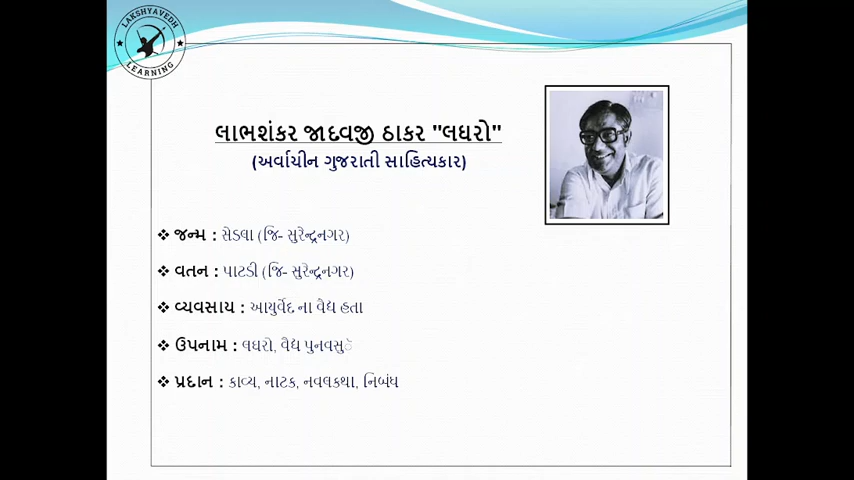 LAKSHYAVEDH
LEARNING
લાભશંકર જાદવજી ઠાકર "લઘરો"
(અર્વાચીન ગુજરાતી સાહિત્યકાર)
❖ જન્મ : સેડલા (જિ- સુરેન્દ્રનગર)
❖ વતન : પાટડી (જિ- સુરેન્દ્રનગર)
❖ વ્યવસાય : આયુર્વેદ ના વૈદ્ય હતા
❖ ઉપનામ : લઘરો, વૈદ્ય પુનવસુઁ
❖ પ્રદાન : કાવ્ય, નાટક, નવલકથા, નિબંધ